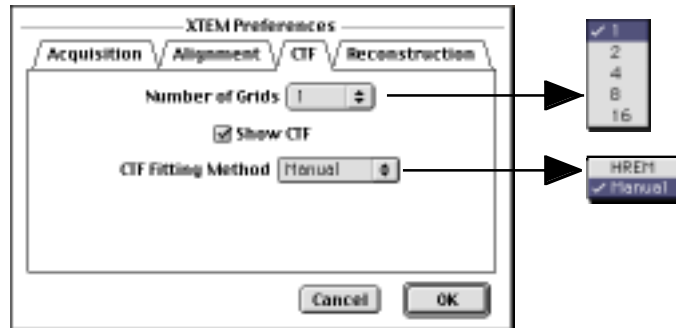 XTEM Preferences
Acquisition Alignment CTF Reconstruction
Number of Grids 1
Show CTF
CTF Fitting Method Manual
Cancel OK
1
2
4
8
16
HREM
Manual